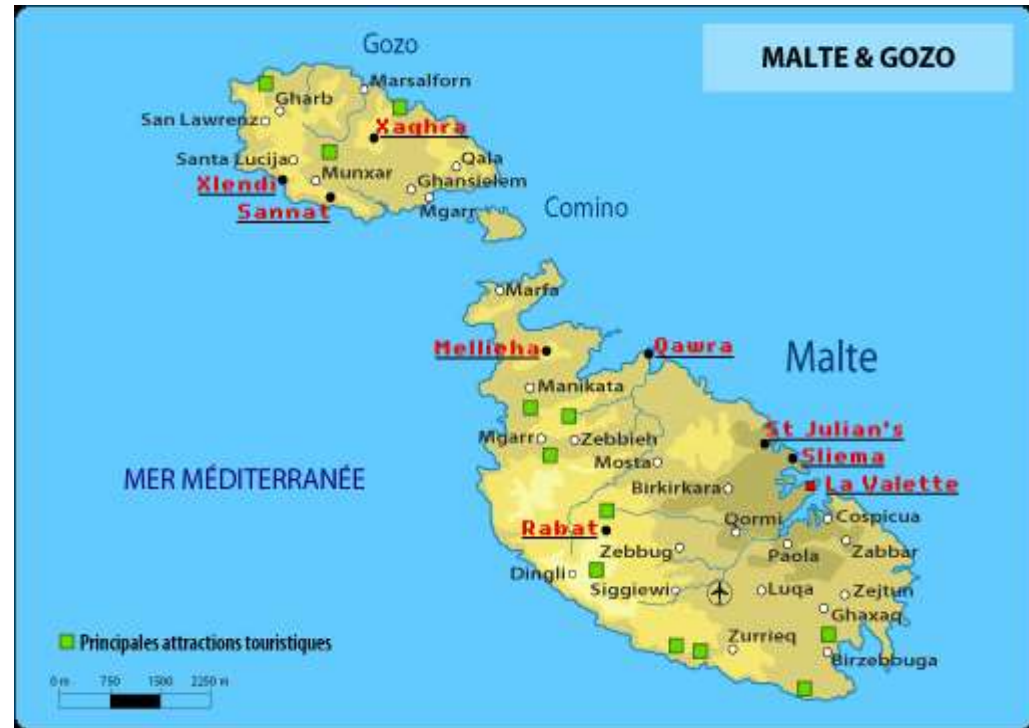 Gozo
MALTE & GOZO
Marsalforn
Gharb
San Lawrenz
Xaghra
Santa Lucija
Qala
Munxar
Ghansielem
Xlendi
Sannat
Mgarr
Comino
Marfa
Mellieha
Qawra
Malte
Manikata
St Julian's
Mgarr
Zebbieh
Sliema
Mosta
MER MÉDITERRANÉE
Birkirkara
La Valette
Qormi
Cospicua
Rabat
Zebbug
Paola
Zabbar
Dingli
Siggiewi
Luqa
Zejtun
Ghaxaq
Zurrieq
Principales attractions touristiques
Birzebbuga
0 m 750 1500 2250 m